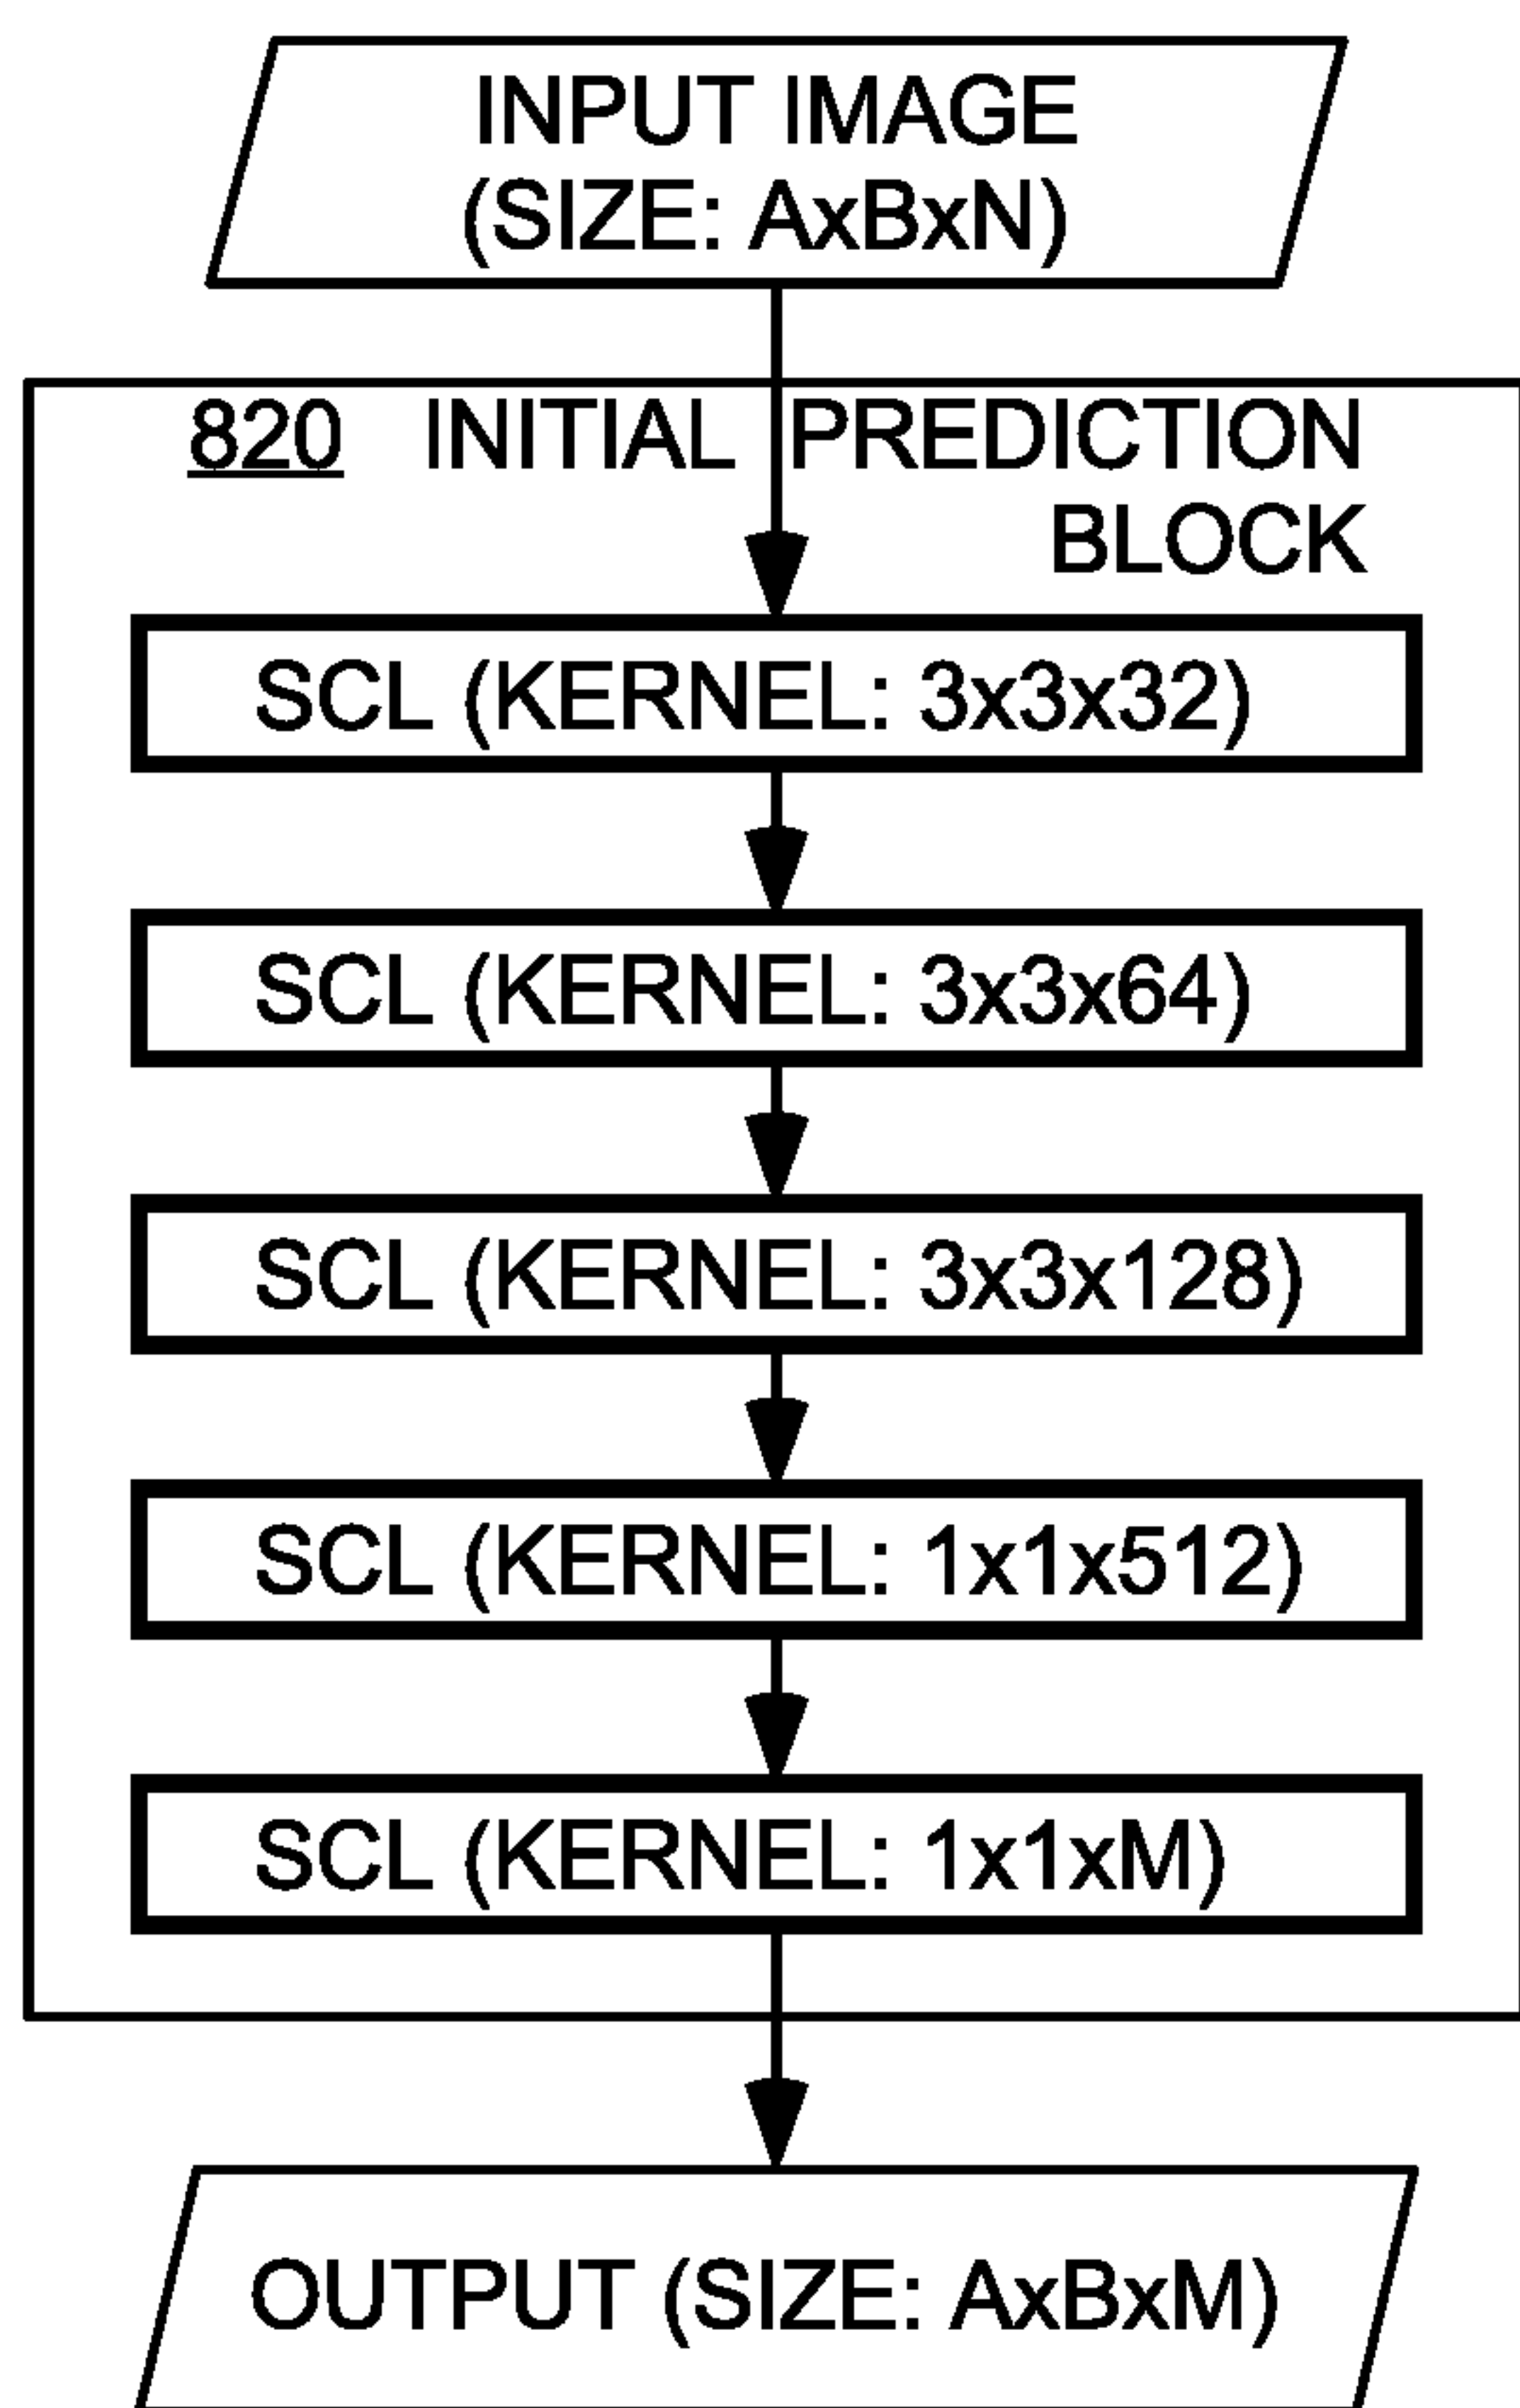 INPUT IMAGE
(SIZE: AxBxN)
820 INITIAL PREDICTION
BLOCK
SCL (KERNEL: 3x3x32)
SCL (KERNEL: 3x3x64)
SCL (KERNEL: 3x3x128)
SCL (KERNEL: 1x1x512)
SCL (KERNEL: 1x1xM)
OUTPUT (SIZE: AxBxM)